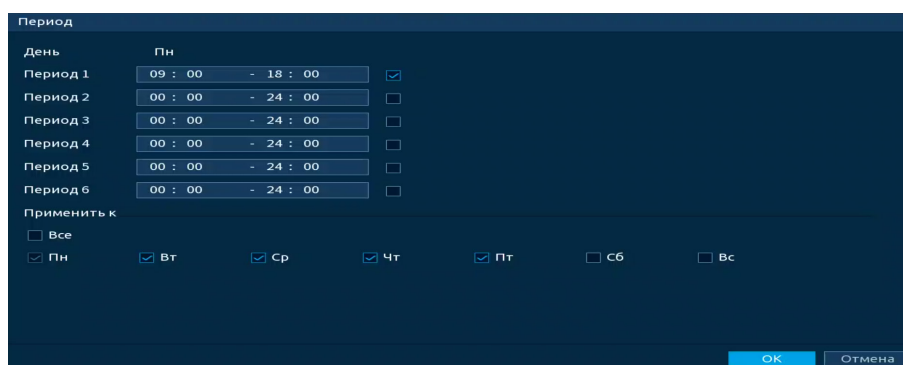 Период
День Пн
Период 1 09 : 00 - 18 : 00
Период 2 00 : 00 - 24 : 00
Период 3 00 : 00 - 24 : 00
Период 4 00 : 00 - 24 : 00
Период 5 00 : 00 - 24 : 00
Период 6 00 : 00 - 24 : 00
Применить к
Все
Пн Вт Ср Чт Пт Сб Вс
OK Отмена